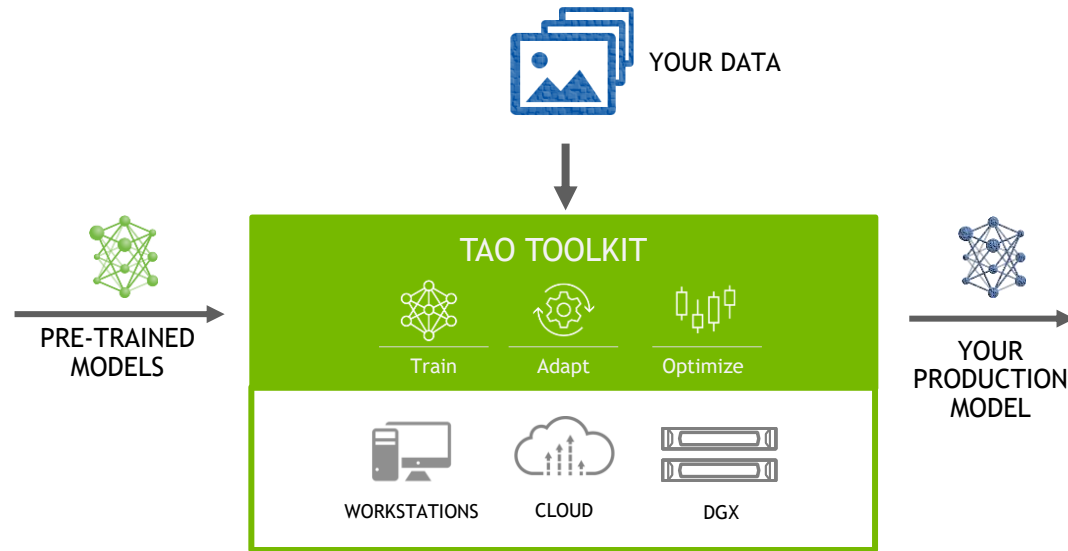 YOUR DATA
TAO TOOLKIT
PRE-TRAINED
MODELS
Train
Adapt
Optimize
YOUR
PRODUCTION
MODEL
WORKSTATIONS
CLOUD
DGX